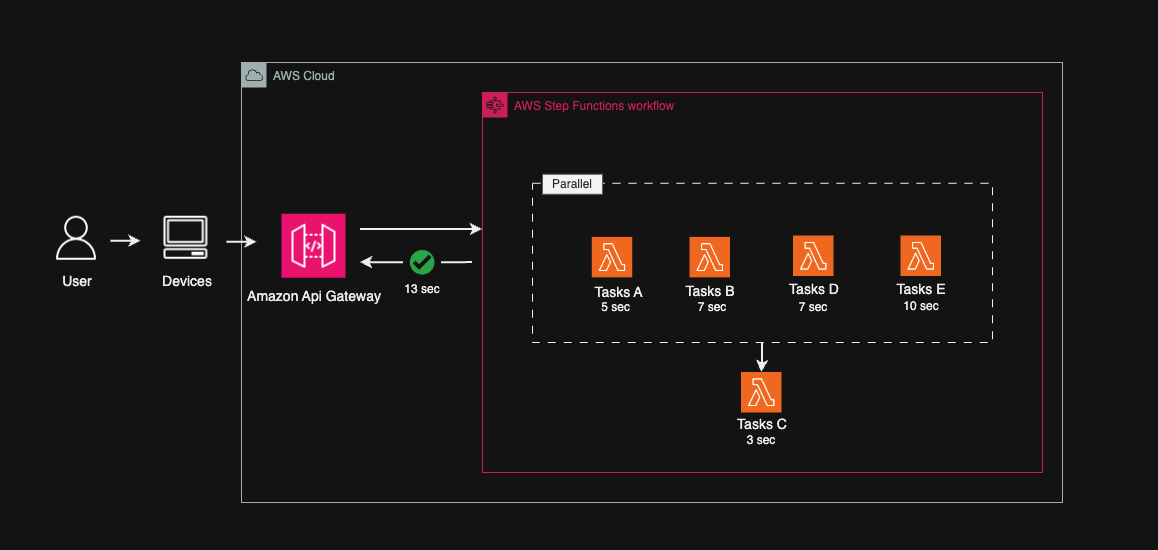 AWS Cloud
AWS Step Functions workflow
Parallel
User
Devices
Amazon Api Gateway
13 sec
Tasks A
5 sec
Tasks B
7 sec
Tasks D
7 sec
Tasks E
10 sec
Tasks C
3 sec